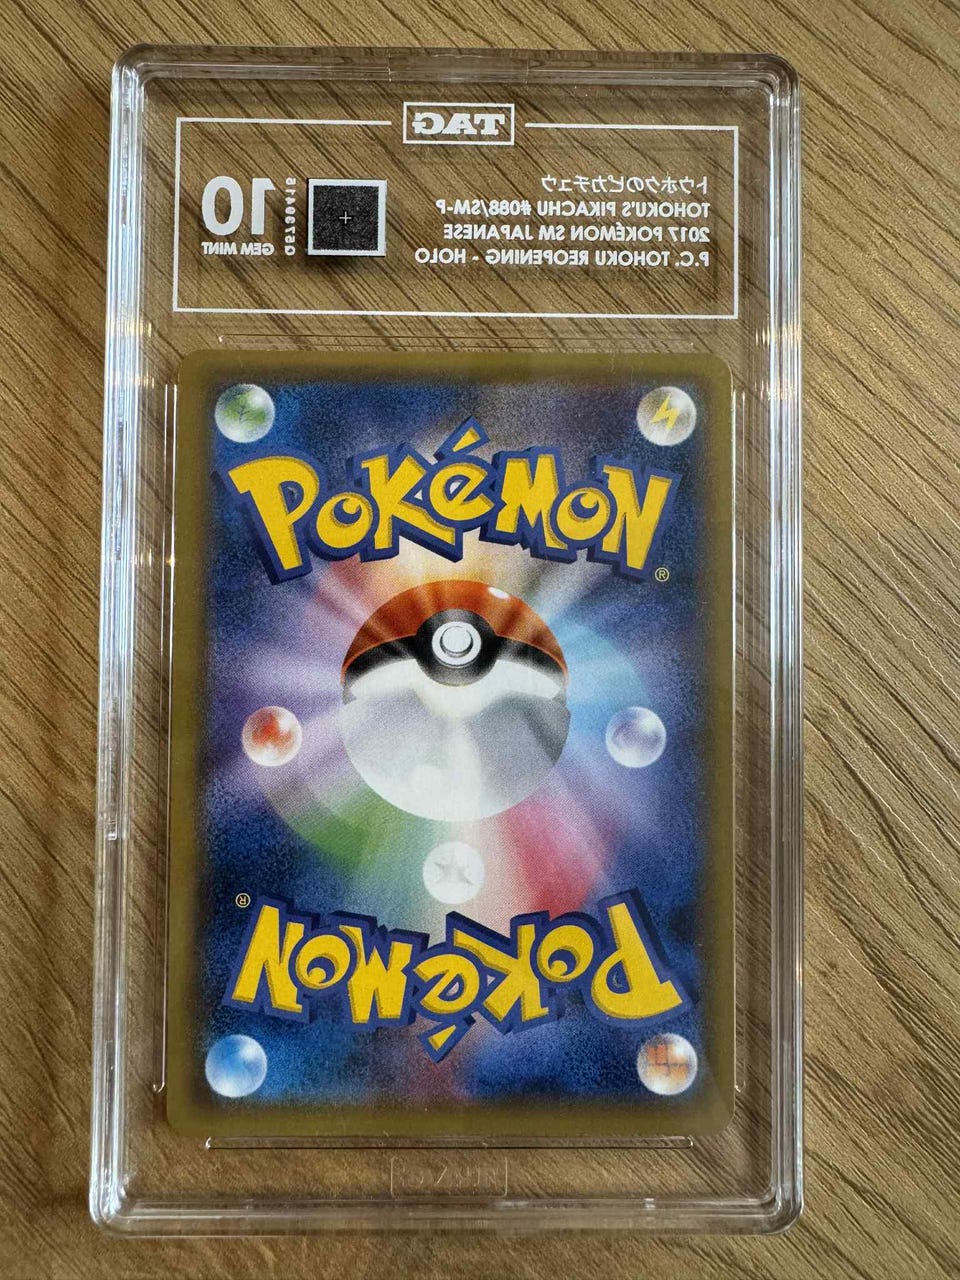 TAG
トウホクのピカチュウ
TOHOKU'S PIKACHU #088/SM-P
2017 POKÉMON SM JAPANESE
P.C. TOHOKU REOPENING - HOLO
10
GEM MINT
POKéMON®
POKéMON®